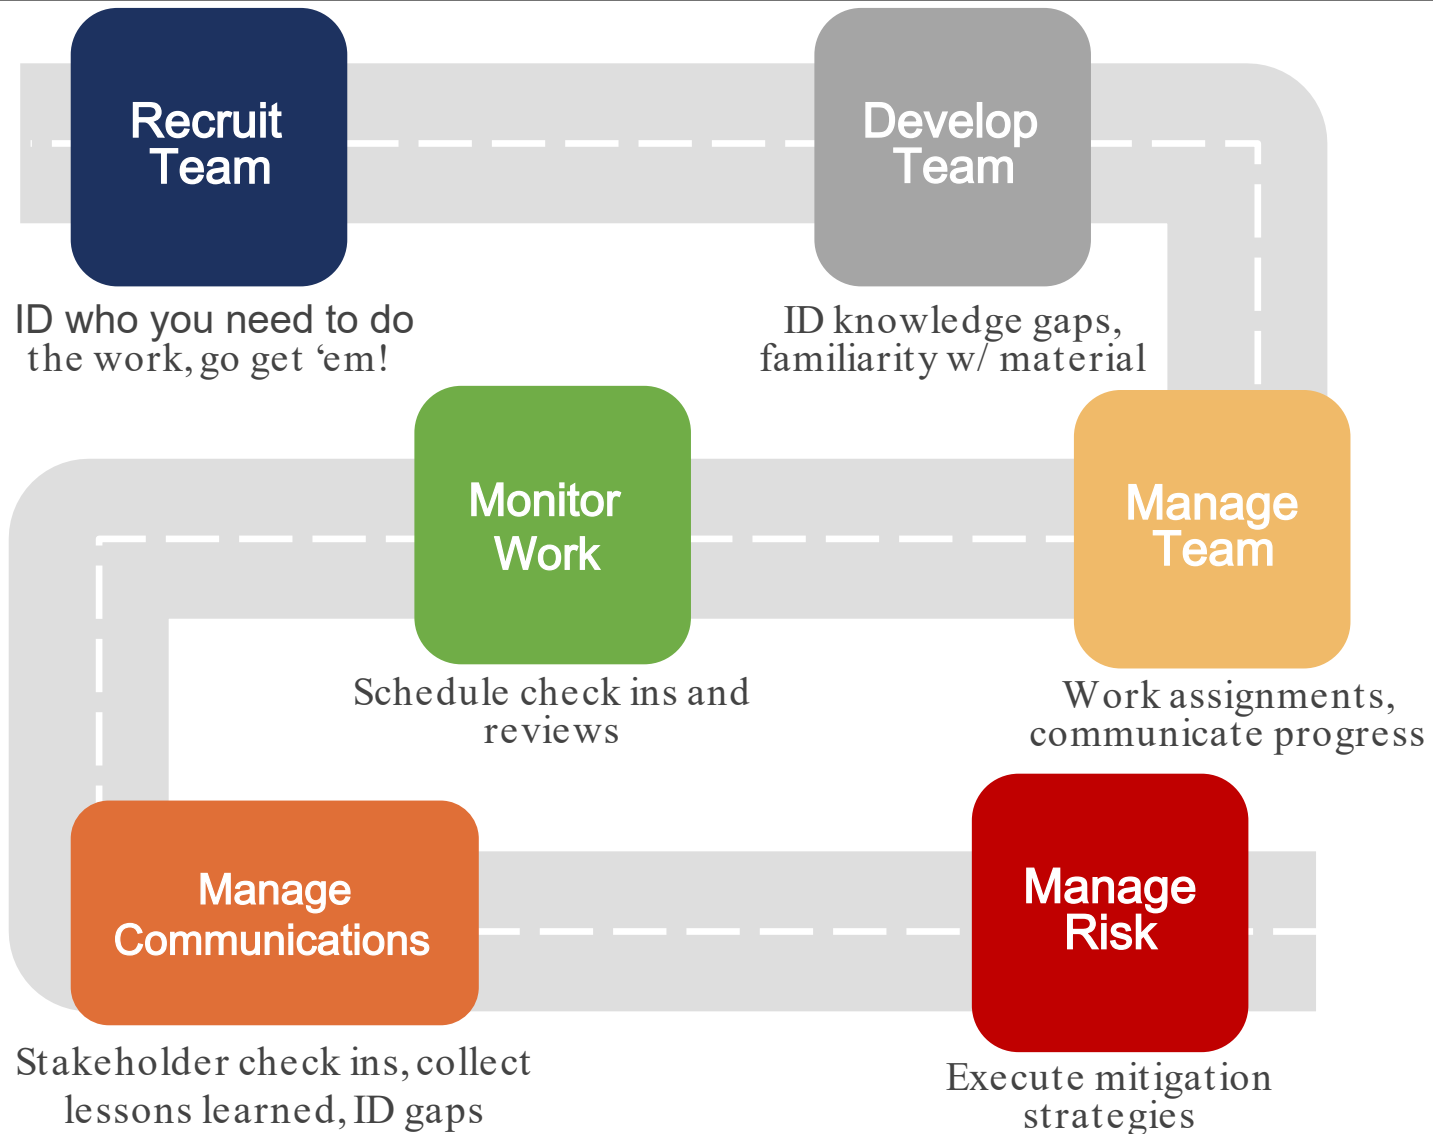 Recruit
Team
ID who you need to do
the work, go get ‘em!
Develop
Team
ID knowledge gaps,
familiarity w/ material
Manage
Team
Work assignments,
communicate progress
Monitor
Work
Schedule check ins and
reviews
Manage
Communications
Stakeholder check ins, collect
lessons learned, ID gaps
Manage
Risk
Execute mitigation
strategies